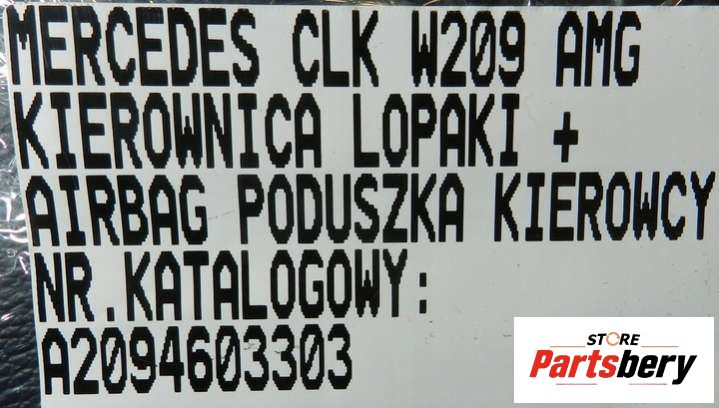 MERCEDES CLK W209 AMG
KIEROWNICA LOPAKI +
AIRBAG PODUSZKA KIEROWCY
NR.KATALOGOWY:
A2094603303
STORE
Partsbery